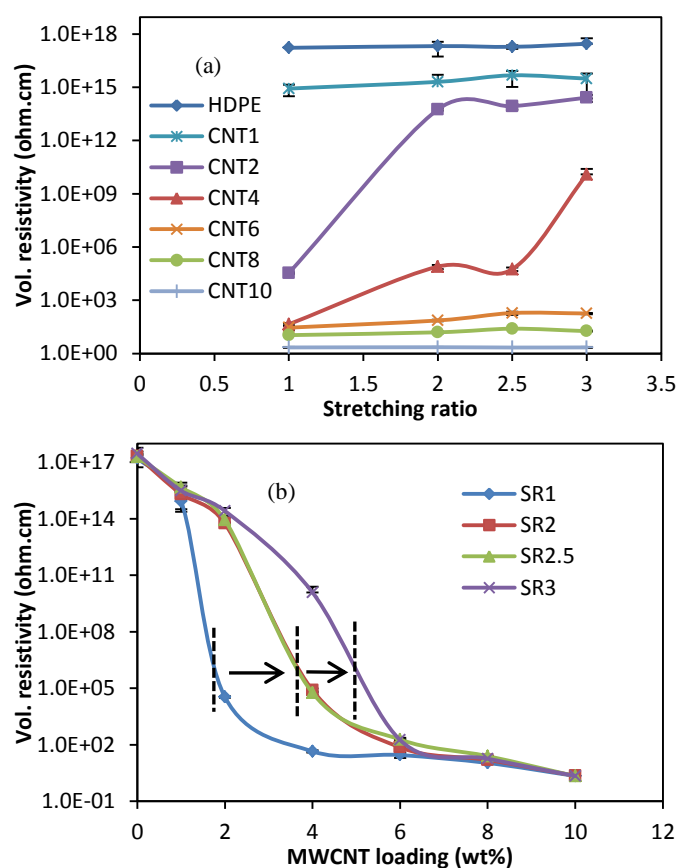 1.0E+18
1.0E+15
1.0E+12
1.0E+09
1.0E+06
1.0E+03
1.0E+00
Vol. resistivity (ohm.cm)
(a)
HDPE
CNT1
CNT2
CNT4
CNT6
CNT8
CNT10
0 0.5 1 1.5 2 2.5 3 3.5
Stretching ratio
1.0E+17
1.0E+14
1.0E+11
1.0E+08
1.0E+05
1.0E+02
1.0E-01
Vol. resistivity (ohm.cm)
(b)
SR1
SR2
SR2.5
SR3
0 2 4 6 8 10 12
MWCNT loading (wt%)